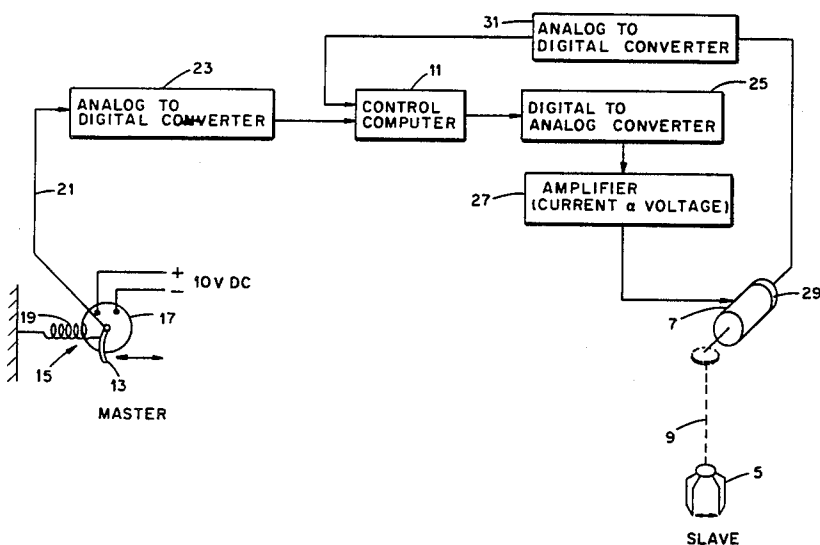 31
ANALOG TO
DIGITAL CONVERTER
23
ANALOG TO
DIGITAL CONVERTER
11
CONTROL
COMPUTER
25
DIGITAL TO
ANALOG CONVERTER
21
27
AMPLIFIER
(CURRENT α VOLTAGE)
+
− 10V DC
19
17
15
13
MASTER
7
29
9
5
SLAVE